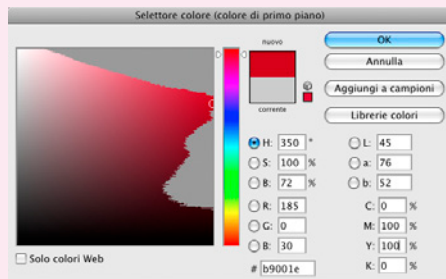 Selettore colore (colore di primo piano)
nuovo
corrente
OK
Annulla
Aggiungi a campioni
Librerie colori
H: 350 °
S: 100 %
B: 72 %
R: 185
G: 0
B: 30
# b9001e
L: 45
a: 76
b: 52
C: 0 %
M: 100 %
Y: 100 %
K: 0 %
Solo colori Web